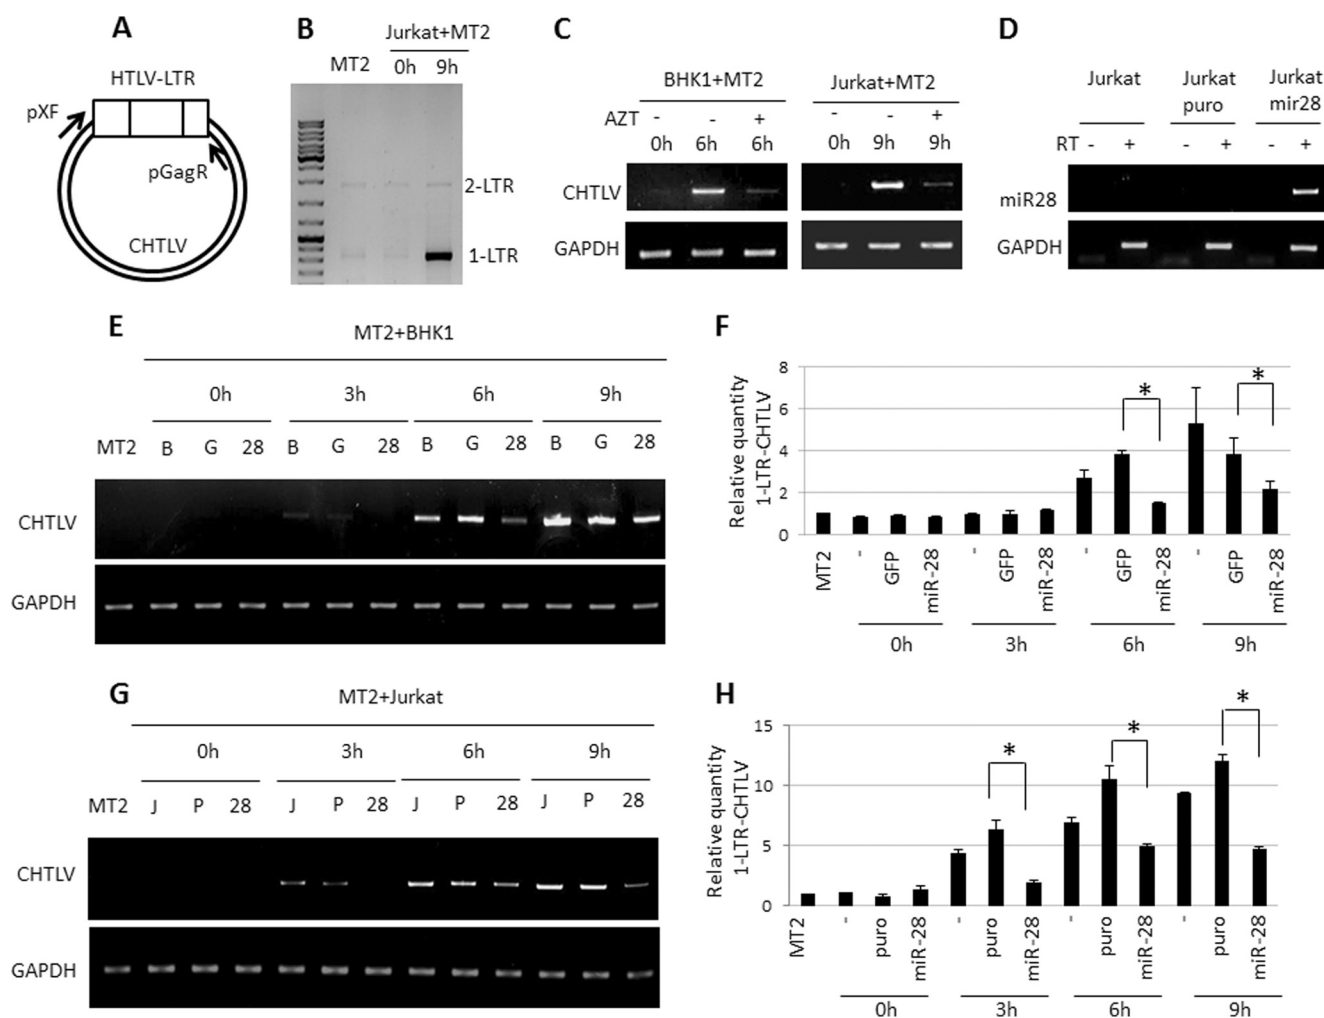 A
HTLV-LTR
pXF
pGagR
CHTLV
B
Jurkat+MT2
MT2 0h 9h
2-LTR
1-LTR
C
BHK1+MT2 Jurkat+MT2
AZT - - + - - +
0h 6h 6h 0h 9h 9h
CHTLV
GAPDH
D
Jurkat Jurkat puro Jurkat mir28
RT - + - + - +
miR28
GAPDH
E
MT2+BHK1
0h 3h 6h 9h
MT2 B G 28 B G 28 B G 28 B G 28
CHTLV
GAPDH
F
Relative quantity
1-LTR-CHTLV
8
6
4
2
0
* *
MT2 - GFP miR-28 - GFP miR-28 - GFP miR-28 - GFP miR-28
0h 3h 6h 9h
G
MT2+Jurkat
0h 3h 6h 9h
MT2 J P 28 J P 28 J P 28 J P 28
CHTLV
GAPDH
H
Relative quantity
1-LTR-CHTLV
15
10
5
0
* * *
MT2 - puro miR-28 - puro miR-28 - puro miR-28 - puro miR-28
0h 3h 6h 9h